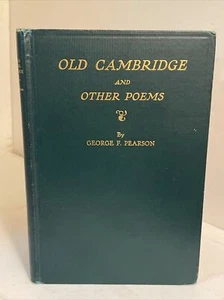 OLD CAMBRIDGE
AND
OTHER POEMS
By
GEORGE F. PEARSON